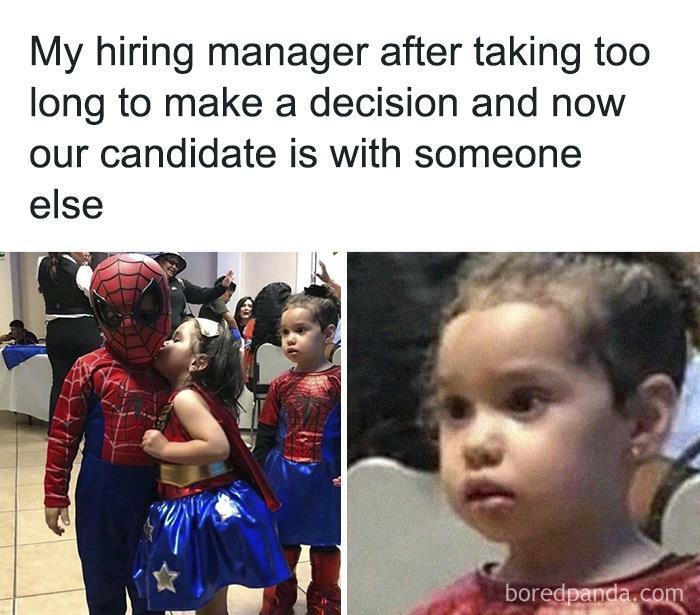 My hiring manager after taking too
long to make a decision and now
our candidate is with someone
else
boredpanda.com